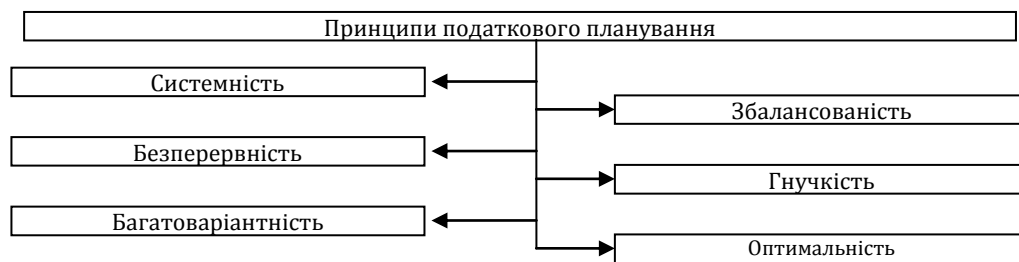 Принципи податкового планування
Системність
Збалансованість
Безперервність
Гнучкість
Багатоваріантність
Оптимальність